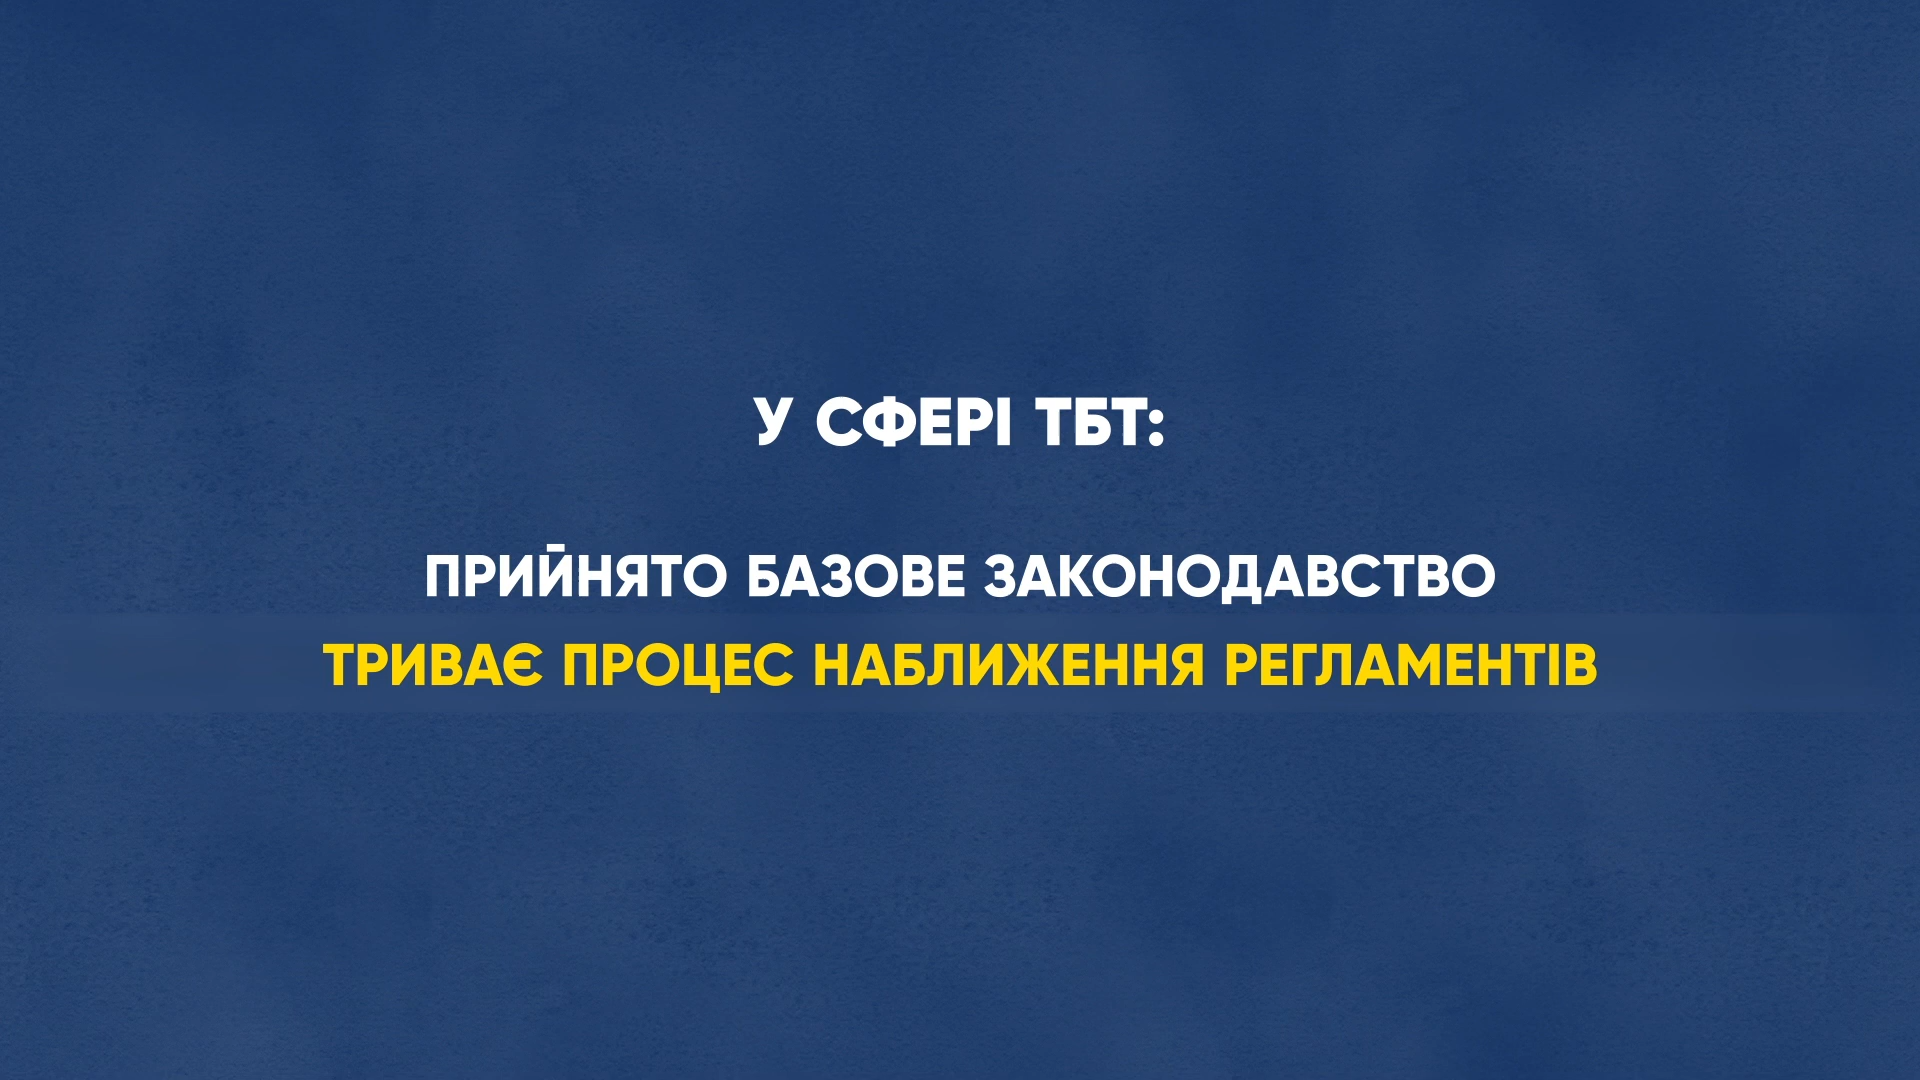 У СФЕРІ ТБТ:
ПРИЙНЯТО БАЗОВЕ ЗАКОНОДАВСТВО
ТРИВАЄ ПРОЦЕС НАБЛИЖЕННЯ РЕГЛАМЕНТІВ